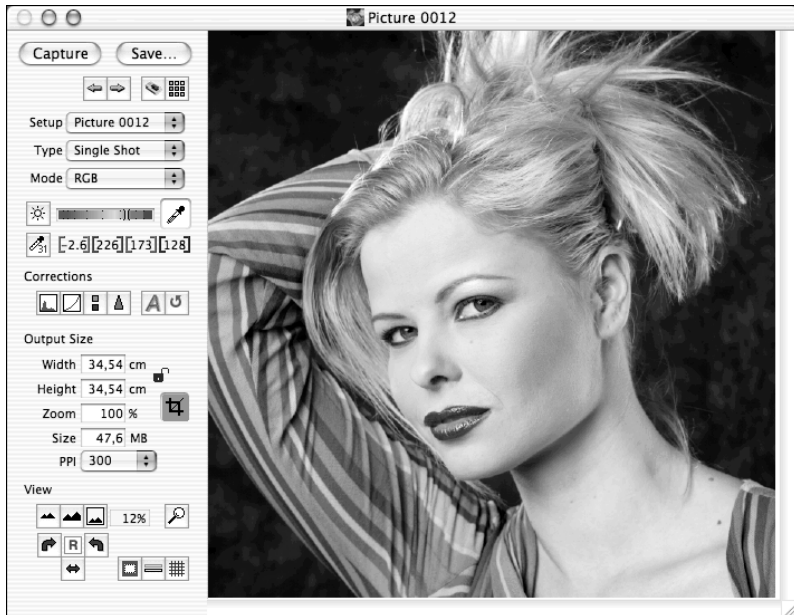 Picture 0012
Capture Save...
Setup Picture 0012
Type Single Shot
Mode RGB
31 [-2.6][226][173][128]
Corrections
A
Output Size
Width 34,54 cm
Height 34,54 cm
Zoom 100 %
Size 47,6 MB
PPI 300
View
12%
R